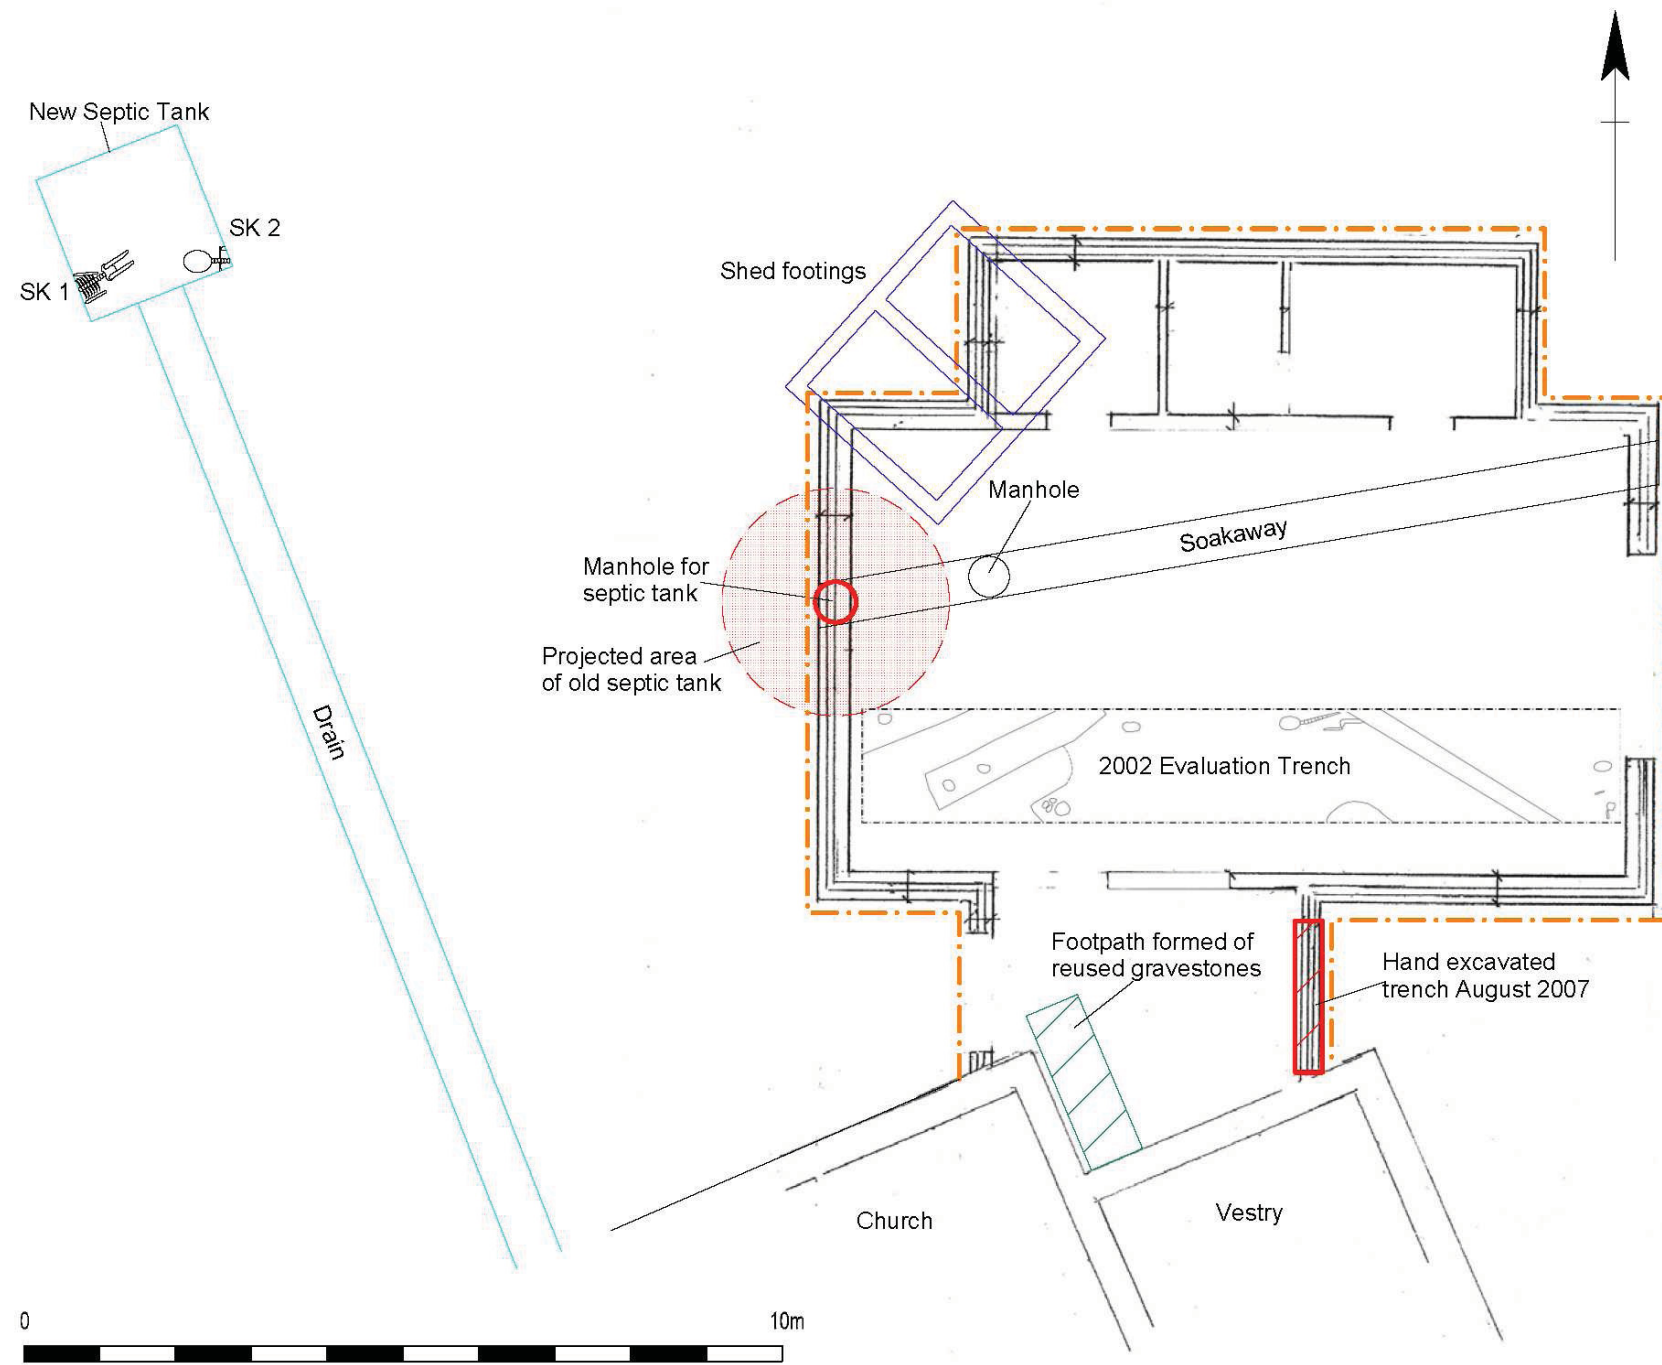 New Septic Tank
SK 2
SK 1
Shed footings
Manhole
Soakaway
Manhole for
septic tank
Projected area
of old septic tank
Drain
2002 Evaluation Trench
Footpath formed of
reused gravestones
Hand excavated
trench August 2007
Church
Vestry
0
10m